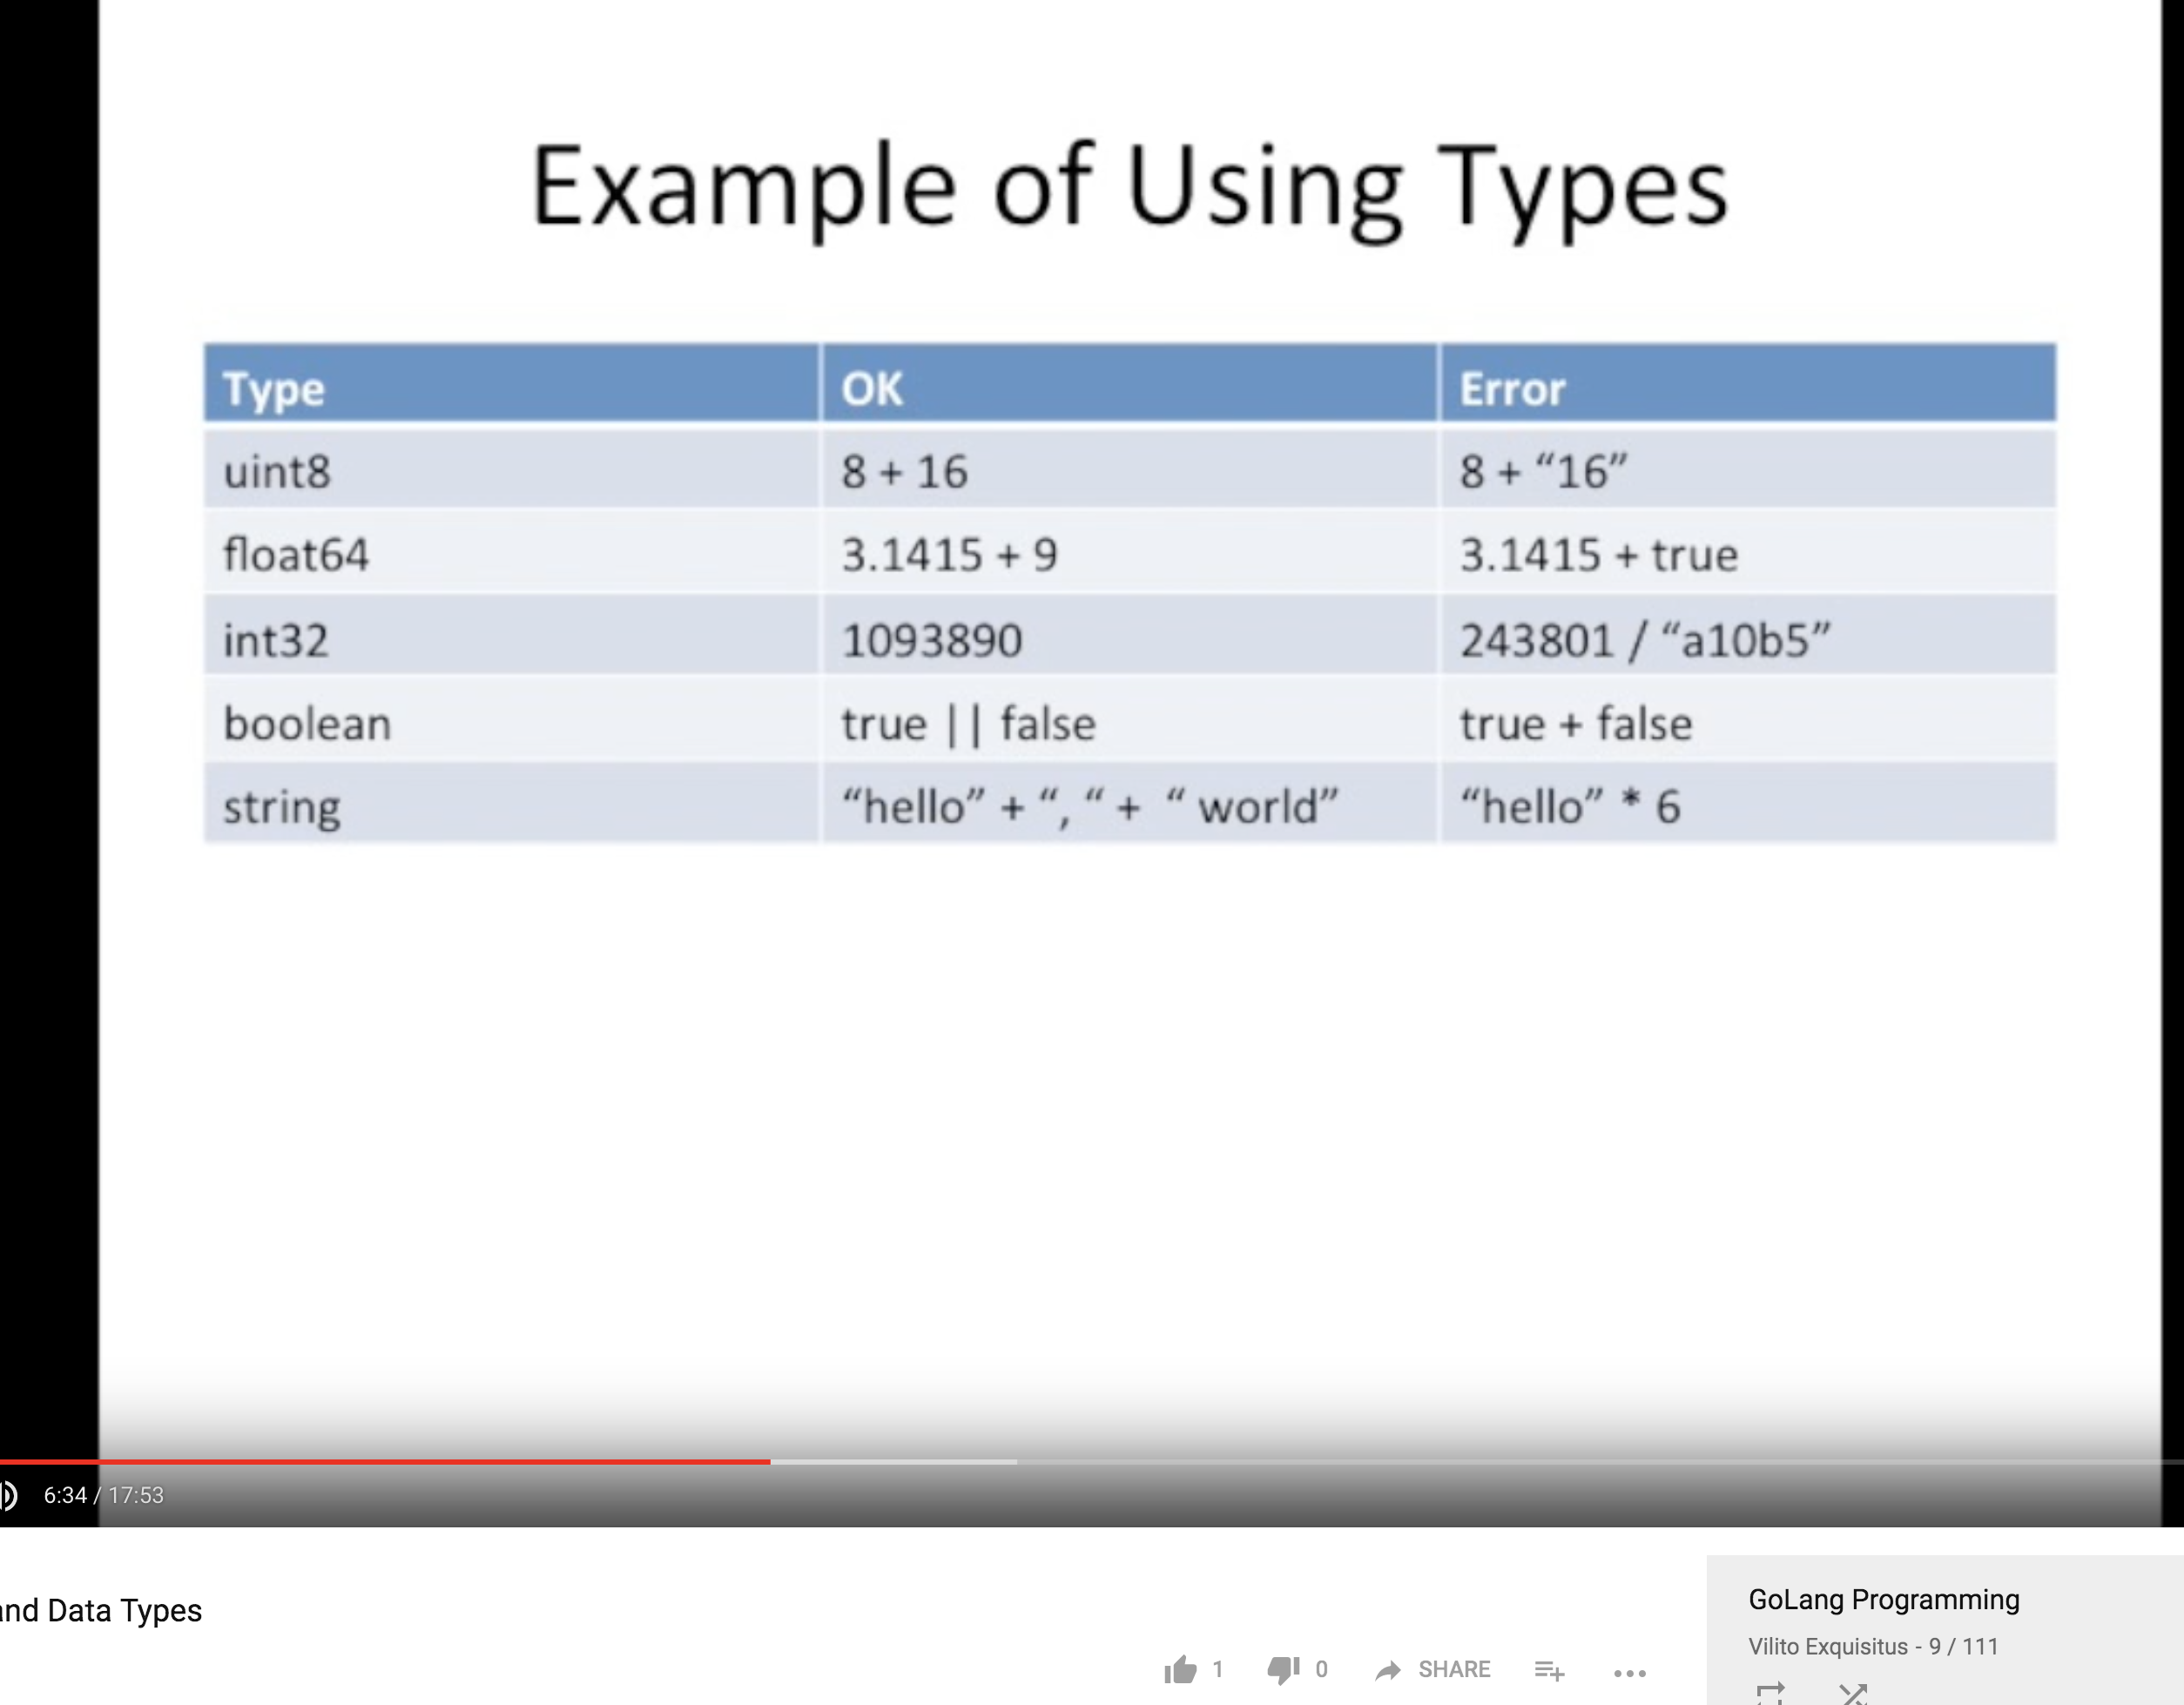 Example of Using Types
Type OK Error
uint8 8 + 16 8 + “16”
float64 3.1415 + 9 3.1415 + true
int32 1093890 243801 / “a10b5”
boolean true || false true + false
string “hello” + “, “ + “ world” “hello” * 6
6:34 / 17:53
and Data Types
1 0 SHARE
GoLang Programming
Vilito Exquisitus - 9 / 111